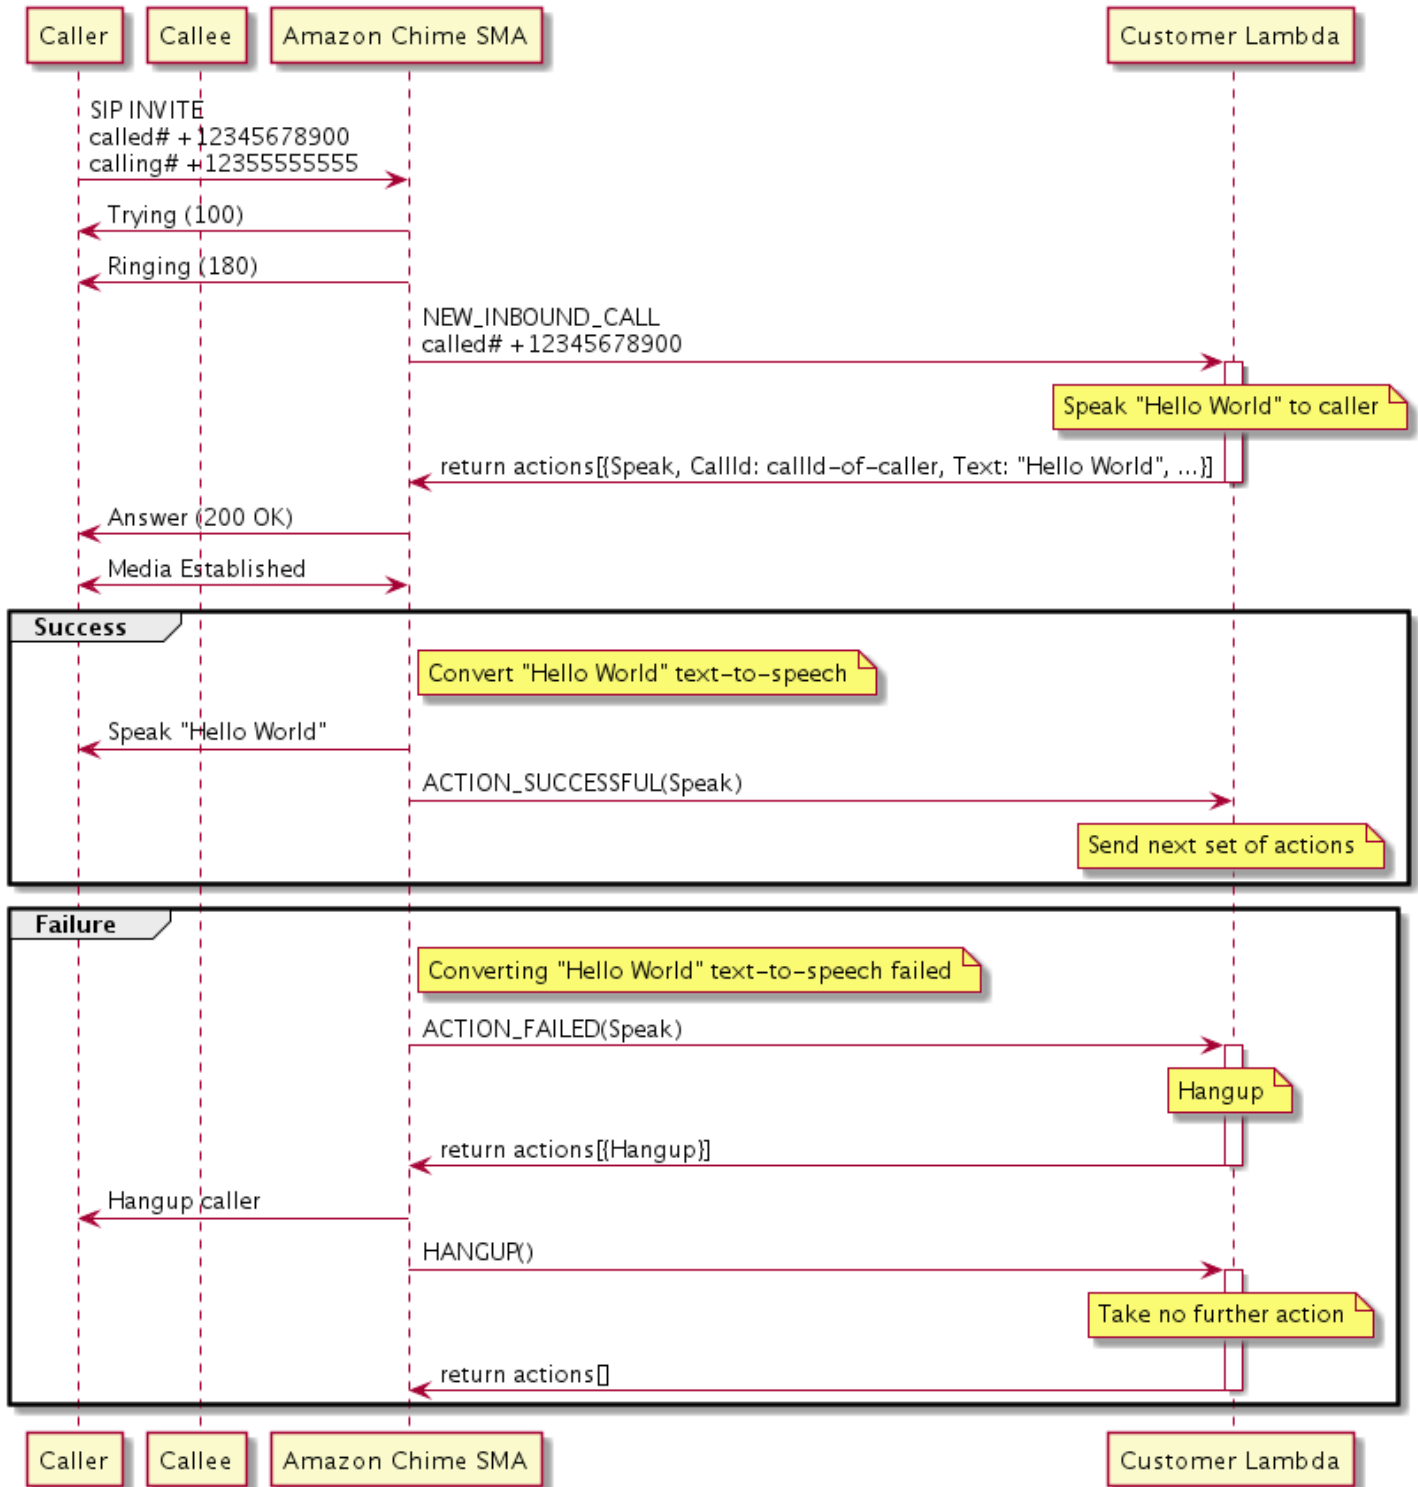 Caller
Callee
Amazon Chime SMA
Customer Lambda
SIP INVITE
called# +12345678900
calling# +12355555555
Trying (100)
Ringing (180)
NEW_INBOUND_CALL
called# +12345678900
Speak "Hello World" to caller
return actions[{Speak, CallId: callId-of-caller, Text: "Hello World", ...}]
Answer (200 OK)
Media Established
Success
Convert "Hello World" text-to-speech
Speak "Hello World"
ACTION_SUCCESSFUL(Speak)
Send next set of actions
Failure
Converting "Hello World" text-to-speech failed
ACTION_FAILED(Speak)
Hangup
return actions[{Hangup}]
Hangup caller
HANGUP()
Take no further action
return actions[]
Caller
Callee
Amazon Chime SMA
Customer Lambda